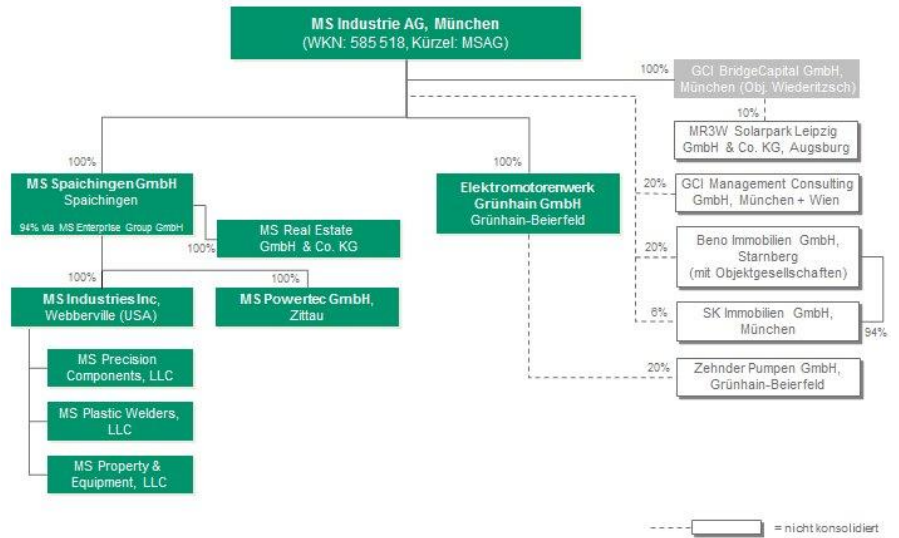 MS Industrie AG, München
(WKN: 585 518, Kürzel: MSAG)
100%
GCI BridgeCapital GmbH,
München (Obj. Wiederitzsch)
10%
MR3W Solarpark Leipzig
GmbH & Co. KG, Augsburg
100%
MS Spaichingen GmbH
Spaichingen
94% via MS Enterprise Group GmbH
100%
Elektromotorenwerk
Grünhain GmbH
Grünhain-Beierfeld
20%
GCI Management Consulting
GmbH, München + Wien
100%
MS Real Estate
GmbH & Co. KG
20%
Beno Immobilien GmbH,
Starnberg
(mit Objektgesellschaften)
100%
MS Industries Inc,
Webberville (USA)
100%
MS Powertec GmbH,
Zittau
6%
SK Immobilien GmbH,
München
94%
MS Precision
Components, LLC
20%
Zehnder Pumpen GmbH,
Grünhain-Beierfeld
MS Plastic Welders,
LLC
MS Property &
Equipment, LLC
= nicht konsolidiert